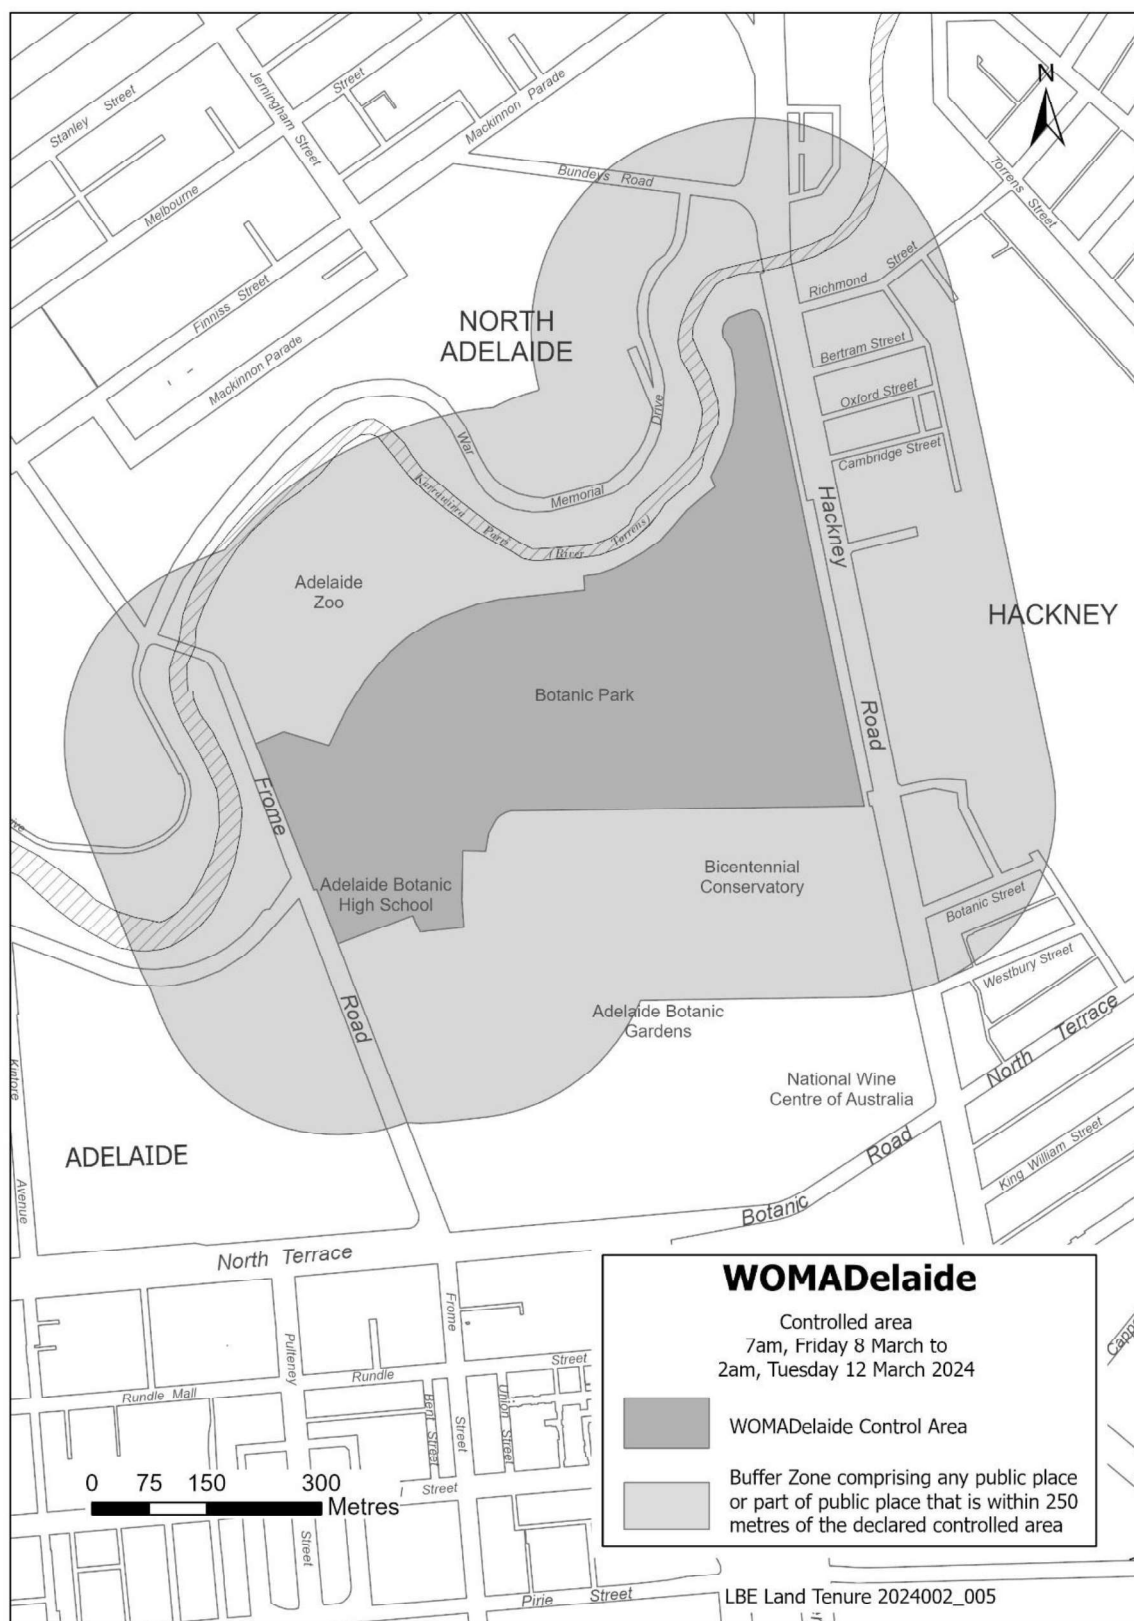 N
Stanley Street
Jerningham Street
Street
Mackinnon Parade
Melbourne
Bundeys Road
Torrens Street
Richmond Street
Finniss Street
NORTH
ADELAIDE
Mackinnon Parade
Bertram Street
Oxford Street
Drive
War
Cambridge Street
Memorial
Hackney
Parri
(River
Torrens)
Adelaide
Zoo
HACKNEY
Botanic Park
Road
Frome
ive
Bicentennial
Conservatory
Adelaide Botanic
High School
Botanic Street
Westbury Street
Road
Adelaide Botanic
Gardens
North Terrace
Kintore
National Wine
Centre of Australia
ADELAIDE
Road
King William Street
Avenue
Botanic
North Terrace
WOMADelaide
Controlled area
7am, Friday 8 March to
2am, Tuesday 12 March 2024
WOMADelaide Control Area
Buffer Zone comprising any public place
or part of public place that is within 250
metres of the declared controlled area
Frome
Pulteney
Street
Rundle
Rundle Mall
Bent Street
Street
Union Street
Capp
0 75 150 300
Metres
l Street
Street
Pirie Street
LBE Land Tenure 2024002_005